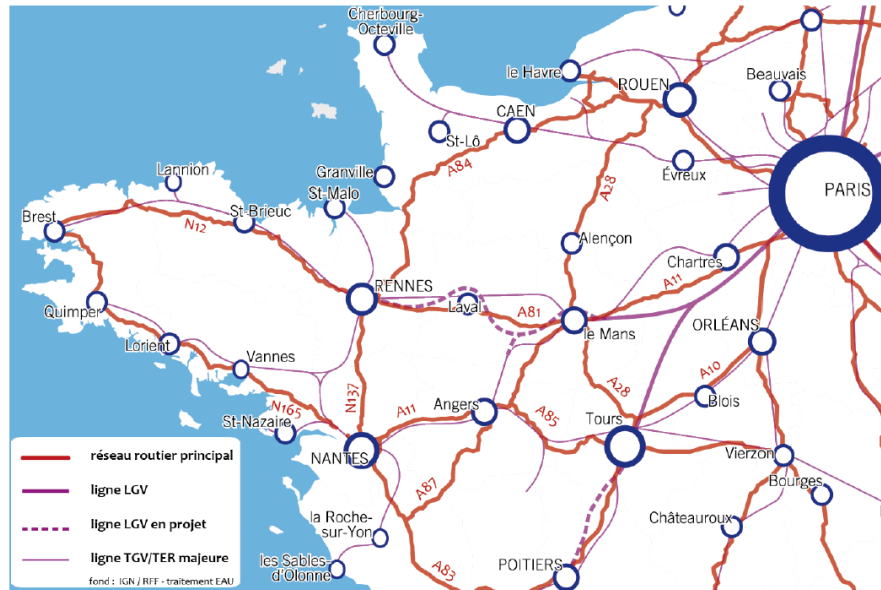 Cherbourg-
Octeville
le Havre
ROUEN
Beauvais
CAEN
St-Lô
A84
Granville
St-Malo
Lannion
A28
Évreux
PARIS
Brest
St-Brieuc
N12
Alençon
Chartres
RENNES
A11
Quimper
Laval
A81
le Mans
ORLÉANS
Lorient
Vannes
N137
A28
A10
Blois
N165
A11
Angers
A85
Tours
St-Nazaire
NANTES
Vierzon
A87
Bourges
réseau routier principal
ligne LGV
ligne LGV en projet
ligne TGV/TER majeure
fond : IGN / RFF - traitement EAU
la Roche-
sur-Yon
Châteauroux
les Sables-
d'Olonne
A83
POITIERS